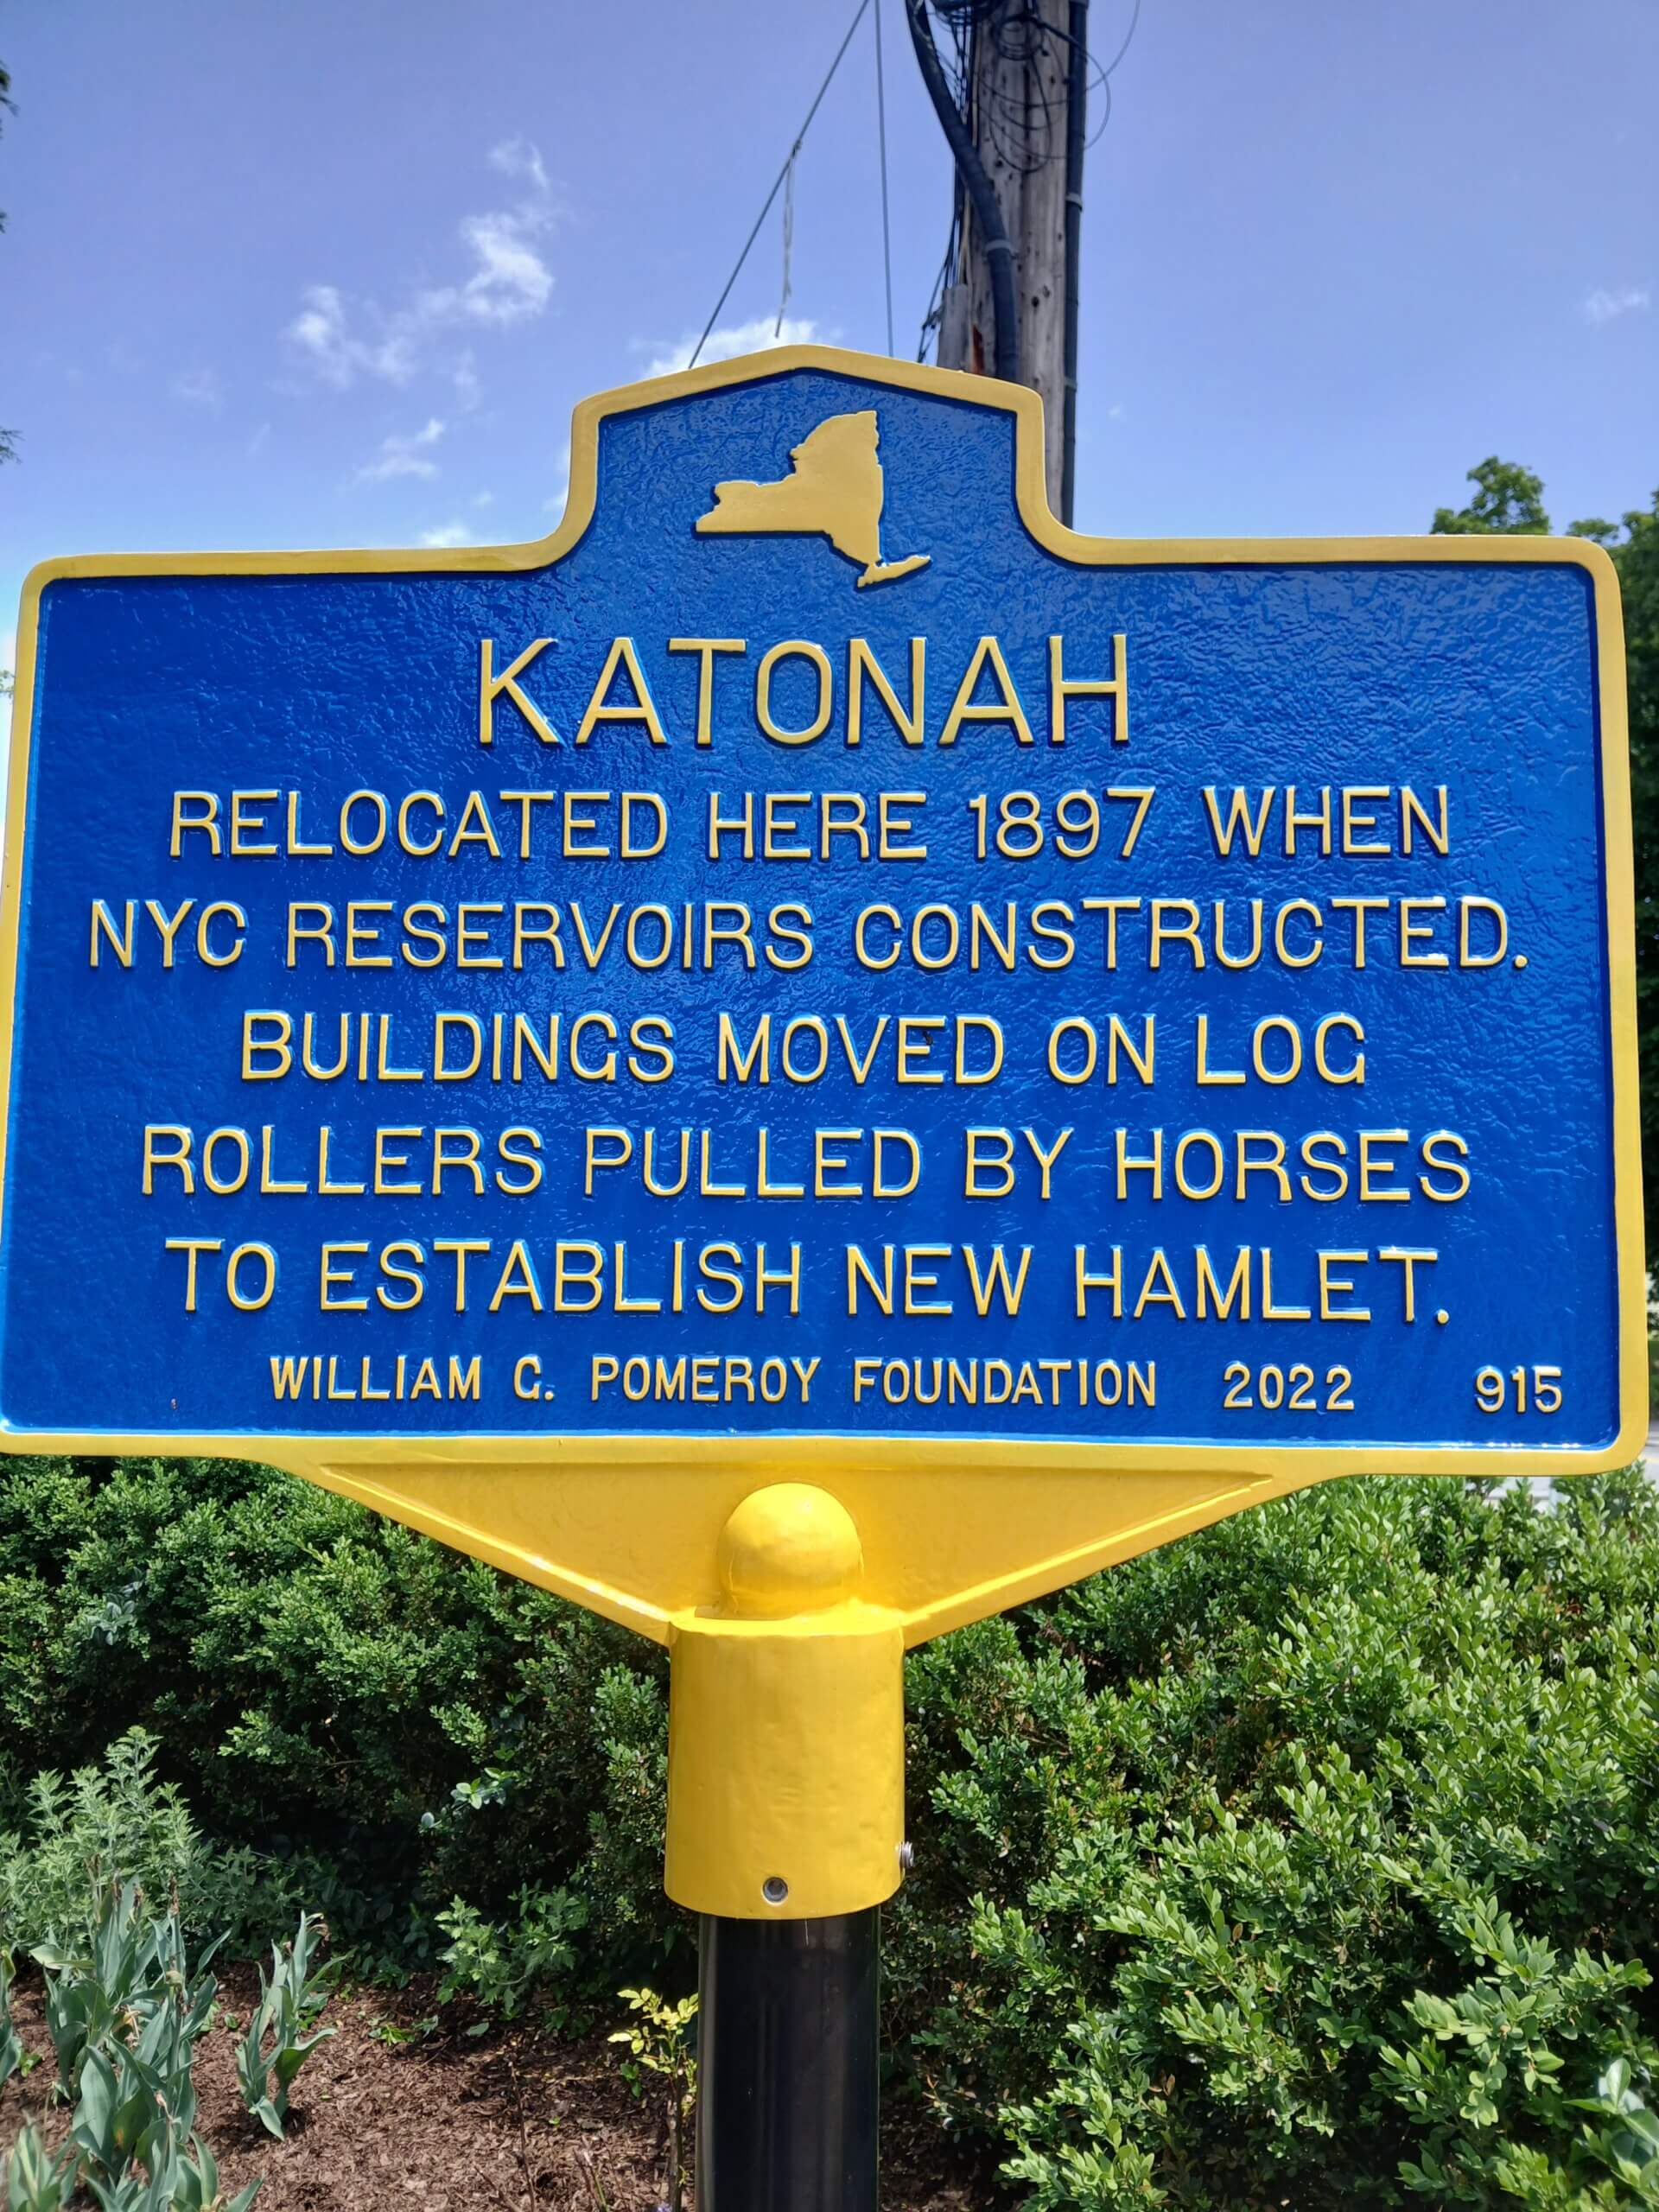 KATONAH
RELOCATED HERE 1897 WHEN
NYC RESERVOIRS CONSTRUCTED.
BUILDINGS MOVED ON LOG
ROLLERS PULLED BY HORSES
TO ESTABLISH NEW HAMLET.
WILLIAM G. POMEROY FOUNDATION 2022 915